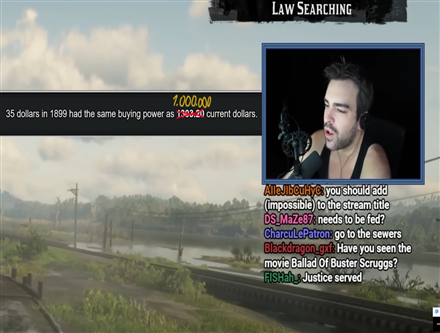 LAW SEARCHING
1.000.000
35 dollars in 1899 had the same buying power as 1303.20 current dollars.
AlleJlbCuHyC: you should add
(impossible) to the stream title
DS_MaZe87: needs to be fed?
CharcuLePatron: go to the sewers
Blackdragon_gxf: Have you seen the
movie Ballad Of Buster Scruggs?
FISHah_: Justice served